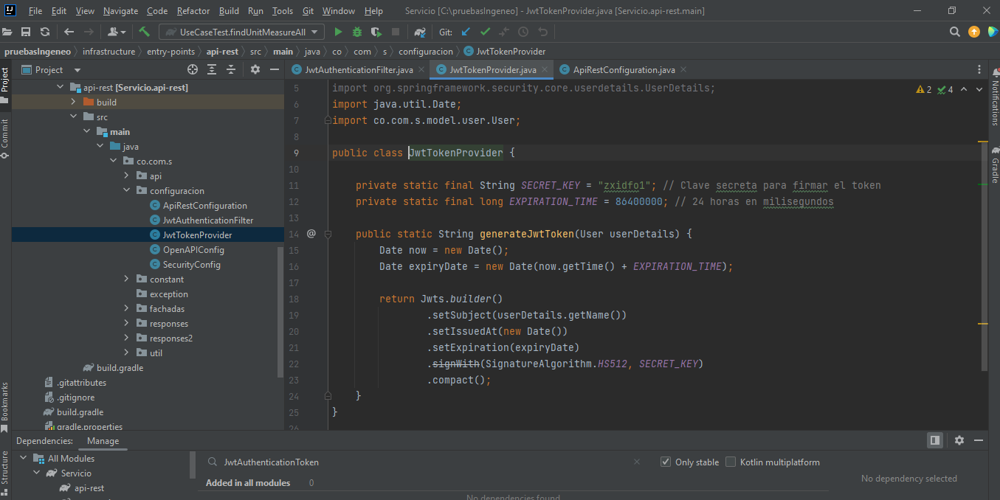 File Edit View Navigate Code Refactor Build Run Tools Git Window Help Servicio [C:\pruebasIngeneo] - JwtTokenProvider.java [Servicio.api-rest.main]
UseCaseTest.findUnitMeasureAll Git:
pruebasIngeneo infrastructure entry-points api-rest src main java co com s configuracion JwtTokenProvider
Project
JwtAuthenticationFilter.java JwtTokenProvider.java ApiRestConfiguration.java
Project
Commit
Bookmarks
Structure
api-rest [Servicio.api-rest]
build
src
main
java
co.com.s
api
configuracion
ApiRestConfiguration
JwtAuthenticationFilter
JwtTokenProvider
OpenAPIConfig
SecurityConfig
constant
exception
fachadas
responses
responses2
util
build.gradle
.gitattributes
.gitignore
build.gradle
gradle.properties
5 import org.springframework.security.core.userdetails.UserDetails;
6 import java.util.Date;
7 import co.com.s.model.user.User;
8
9 public class JwtTokenProvider {
10
11 private static final String SECRET_KEY = "zxidfo1"; // Clave secreta para firmar el token
12 private static final long EXPIRATION_TIME = 86400000; // 24 horas en milisegundos
13
14 @ public static String generateJwtToken(User userDetails) {
15 Date now = new Date();
16 Date expiryDate = new Date(now.getTime() + EXPIRATION_TIME);
17
18 return Jwts.builder()
19 .setSubject(userDetails.getName())
20 .setIssuedAt(new Date())
21 .setExpiration(expiryDate)
22 .signWith(SignatureAlgorithm.HS512, SECRET_KEY)
23 .compact();
24 }
25 }
26
2 4
Notifications
Gradle
Dependencies: Manage
All Modules
Servicio
api-rest
JwtAuthenticationToken
Only stable Kotlin multiplatform
Added in all modules 0
No dependencies found
No dependency selected